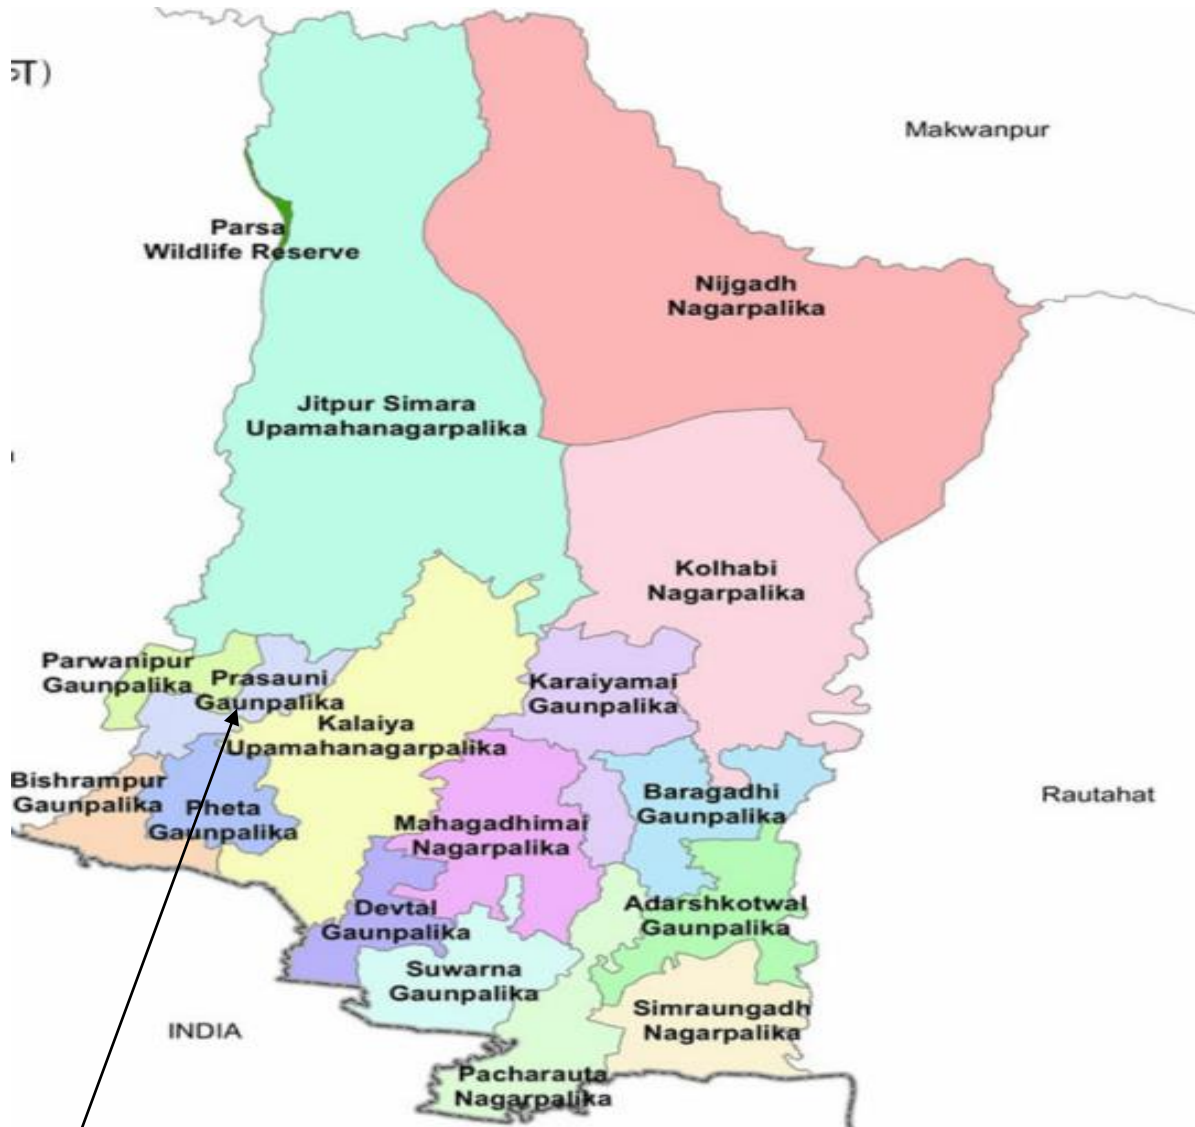 Makwanpur
Parsa
Wildlife Reserve
Nijgadh
Nagarpalika
Jitpur Simara
Upamahanagarpalika
Kolhabi
Nagarpalika
Parwanipur
Gaunpalika
Prasauni
Gaunpalika
Karaiyamai
Gaunpalika
Kalaiya
Upamahanagarpalika
Bishrampur
Gaunpalika
Pheta
Gaunpalika
Baragadhi
Gaunpalika
Rautahat
Mahagadhimai
Nagarpalika
Devtal
Gaunpalika
Adarshkotwal
Gaunpalika
Suwarna
Gaunpalika
Simraungadh
Nagarpalika
INDIA
Pacharauta
Nagarpalika